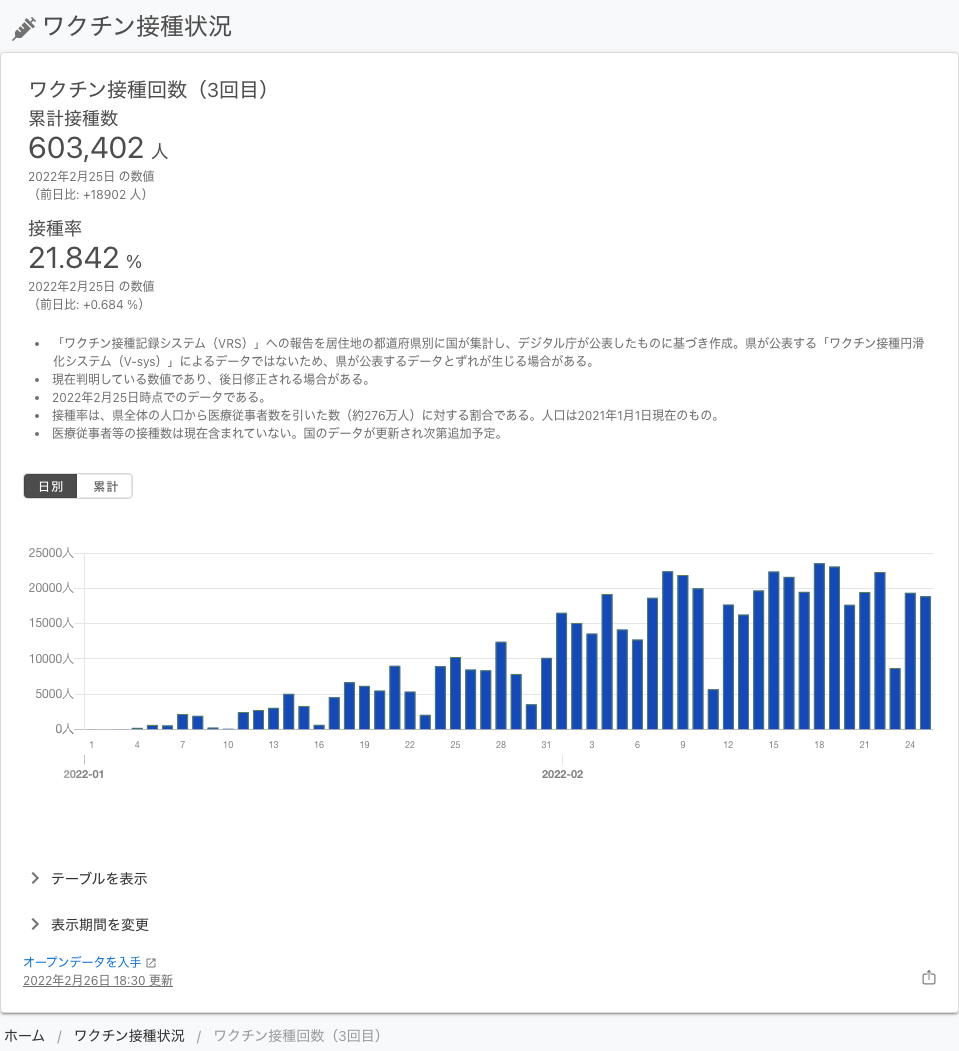 ワクチン接種状況
ワクチン接種回数（3回目）
累計接種数
603,402 人
2022年2月25日 の数値
（前日比: +18902 人）
接種率
21.842 %
2022年2月25日 の数値
（前日比: +0.684 %）
• 「ワクチン接種記録システム（VRS）」への報告を居住地の都道府県別に国が集計し、デジタル庁が公表したものに基づき作成。県が公表する「ワクチン接種円滑
化システム（V-sys）」によるデータではないため、県が公表するデータとずれが生じる場合がある。
• 現在判明している数値であり、後日修正される場合がある。
• 2022年2月25日時点でのデータである。
• 接種率は、県全体の人口から医療従事者数を引いた数（約276万人）に対する割合である。人口は2021年1月1日現在のもの。
• 医療従事者等の接種数は現在含まれていない。国のデータが更新され次第追加予定。
日別 累計
25000人
20000人
15000人
10000人
5000人
0人
1 4 7 10 13 16 19 22 25 28 31 3 6 9 12 15 18 21 24
2022-01 2022-02
テーブルを表示
表示期間を変更
オープンデータを入手
2022年2月26日 18:30 更新
ホーム / ワクチン接種状況 / ワクチン接種回数（3回目）